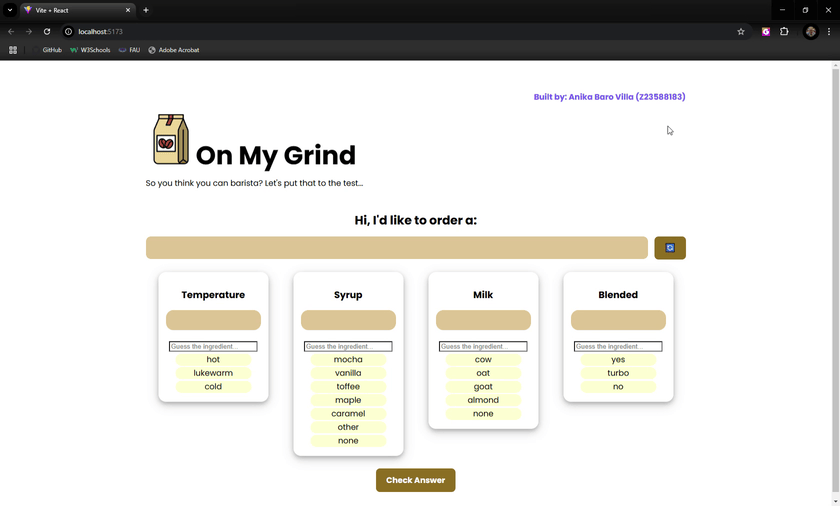 Vite + React
localhost:5173
GitHub W3Schools FAU Adobe Acrobat
Built by: Anika Baro Villa (Z23588183)
On My Grind
So you think you can barista? Let's put that to the test...
Hi, I'd like to order a:
Temperature Syrup Milk Blended
Guess the ingredient... Guess the ingredient... Guess the ingredient... Guess the ingredient...
hot mocha cow yes
lukewarm vanilla oat turbo
cold toffee goat no
maple almond
caramel none
other
none
Check Answer